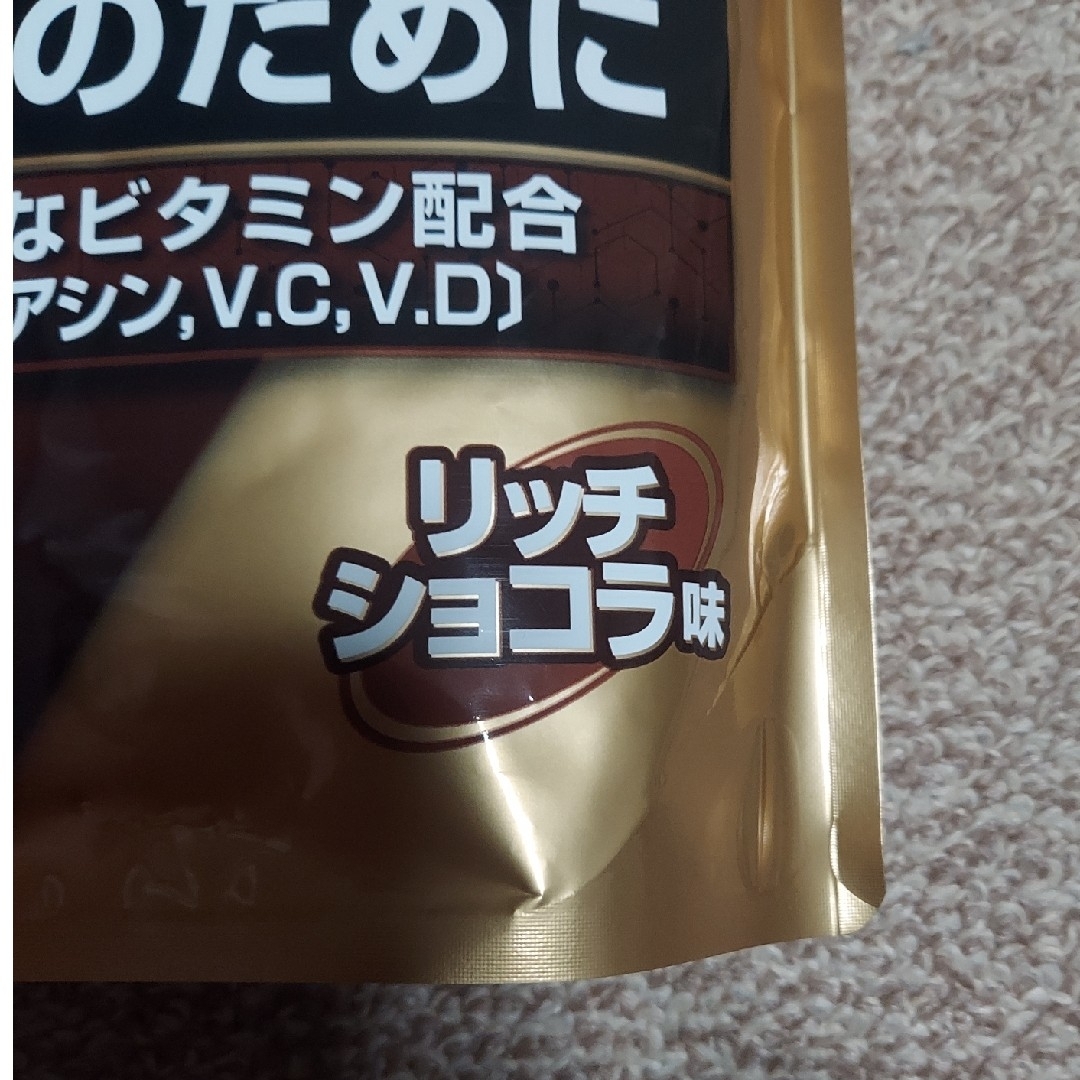 のために
なビタミン配合
アシン,V.C,V.D〕
リッチ
ショコラ味